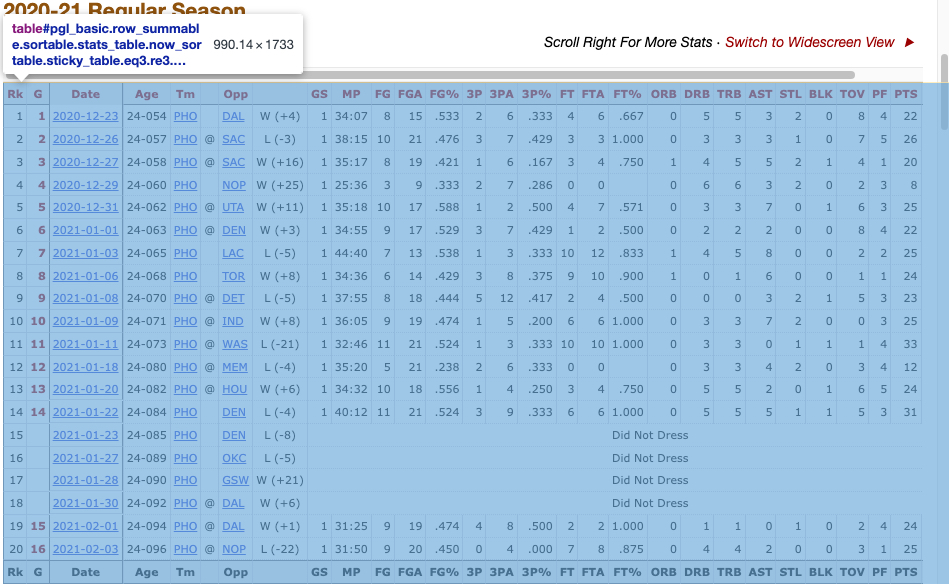 2020-21 Regular Season
table#pgl_basic.row_summabl
e.sortable.stats_table.now_sor
table.sticky_table.eq3.re3.... 990.14 × 1733
Scroll Right For More Stats · Switch to Widescreen View ►
Rk G Date Age Tm Opp GS MP FG FGA FG% 3P 3PA 3P% FT FTA FT% ORB DRB TRB AST STL BLK TOV PF PTS
1 1 2020-12-23 24-054 PHO DAL W (+4) 1 34:07 8 15 .533 2 6 .333 4 6 .667 0 5 5 3 2 0 8 4 22
2 2 2020-12-26 24-057 PHO @ SAC L (-3) 1 38:15 10 21 .476 3 7 .429 3 3 1.000 0 3 3 3 1 0 7 5 26
3 3 2020-12-27 24-058 PHO @ SAC W (+16) 1 35:17 8 19 .421 1 6 .167 3 4 .750 1 4 5 5 2 1 4 1 20
4 4 2020-12-29 24-060 PHO NOP W (+25) 1 25:36 3 9 .333 2 7 .286 0 0 0 6 6 3 2 0 2 3 8
5 5 2020-12-31 24-062 PHO @ UTA W (+11) 1 35:18 10 17 .588 1 2 .500 4 7 .571 0 3 3 7 0 1 6 3 25
6 6 2021-01-01 24-063 PHO @ DEN W (+3) 1 34:55 9 17 .529 3 7 .429 1 2 .500 0 2 2 2 0 0 8 4 22
7 7 2021-01-03 24-065 PHO LAC L (-5) 1 44:40 7 13 .538 1 3 .333 10 12 .833 1 4 5 8 0 0 2 2 25
8 8 2021-01-06 24-068 PHO TOR W (+8) 1 34:36 6 14 .429 3 8 .375 9 10 .900 1 0 1 6 0 1 1 1 24
9 9 2021-01-08 24-070 PHO @ DET L (-5) 1 37:55 8 18 .444 5 12 .417 2 4 .500 0 0 0 3 2 1 5 3 23
10 10 2021-01-09 24-071 PHO @ IND W (+8) 1 36:05 9 19 .474 1 5 .200 6 6 1.000 0 3 3 7 2 0 0 3 25
11 11 2021-01-11 24-073 PHO @ WAS L (-21) 1 32:46 11 21 .524 1 3 .333 10 10 1.000 0 3 3 0 1 1 1 4 33
12 12 2021-01-18 24-080 PHO @ MEM L (-4) 1 35:20 5 21 .238 2 6 .333 0 0 0 3 3 4 2 0 3 4 12
13 13 2021-01-20 24-082 PHO @ HOU W (+6) 1 34:32 10 18 .556 1 4 .250 3 4 .750 0 5 5 2 0 1 6 5 24
14 14 2021-01-22 24-084 PHO DEN L (-4) 1 40:12 11 21 .524 3 9 .333 6 6 1.000 0 5 5 5 1 1 5 3 31
15 2021-01-23 24-085 PHO DEN L (-8) Did Not Dress
16 2021-01-27 24-089 PHO OKC L (-5) Did Not Dress
17 2021-01-28 24-090 PHO GSW W (+21) Did Not Dress
18 2021-01-30 24-092 PHO @ DAL W (+6) Did Not Dress
19 15 2021-02-01 24-094 PHO @ DAL W (+1) 1 31:25 9 19 .474 4 8 .500 2 2 1.000 0 1 1 0 1 0 2 4 24
20 16 2021-02-03 24-096 PHO @ NOP L (-22) 1 31:50 9 20 .450 0 4 .000 7 8 .875 0 4 4 2 0 0 3 1 25
Rk G Date Age Tm Opp GS MP FG FGA FG% 3P 3PA 3P% FT FTA FT% ORB DRB TRB AST STL BLK TOV PF PTS